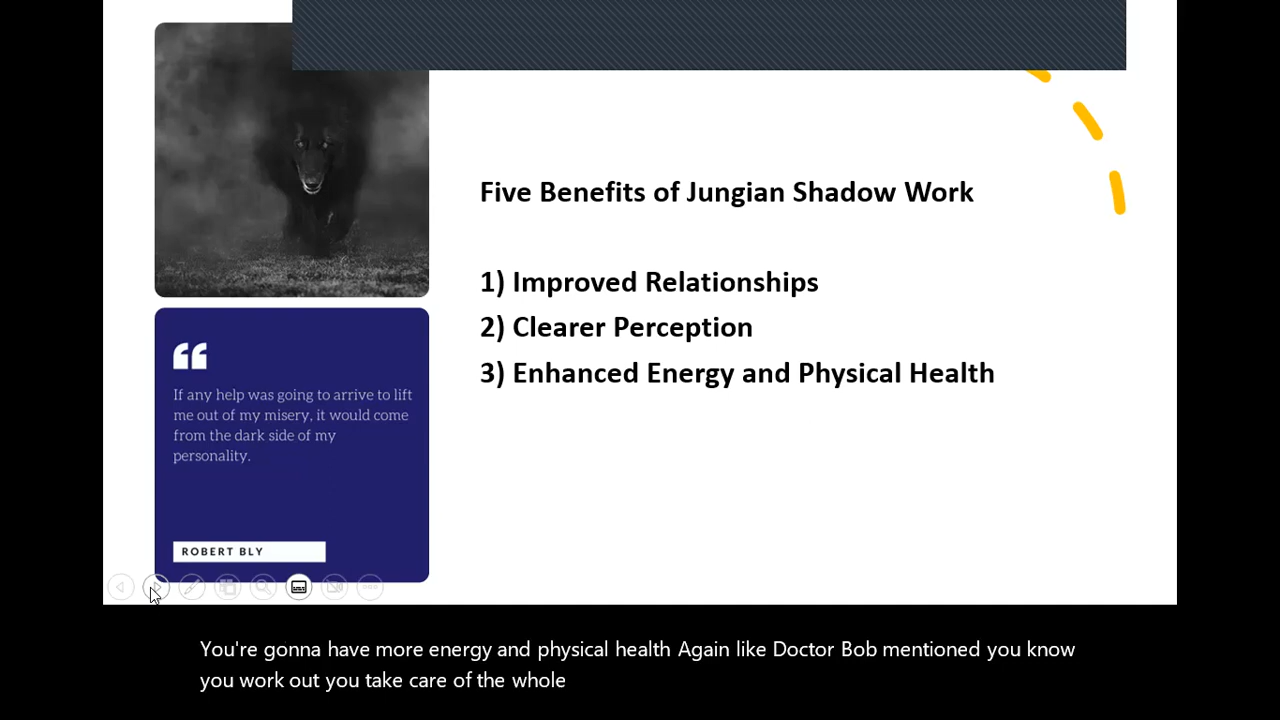 Five Benefits of Jungian Shadow Work
1) Improved Relationships
2) Clearer Perception
3) Enhanced Energy and Physical Health
If any help was going to arrive to lift
me out of my misery, it would come
from the dark side of my
personality.
ROBERT BLY
You're gonna have more energy and physical health Again like Doctor Bob mentioned you know
you work out you take care of the whole